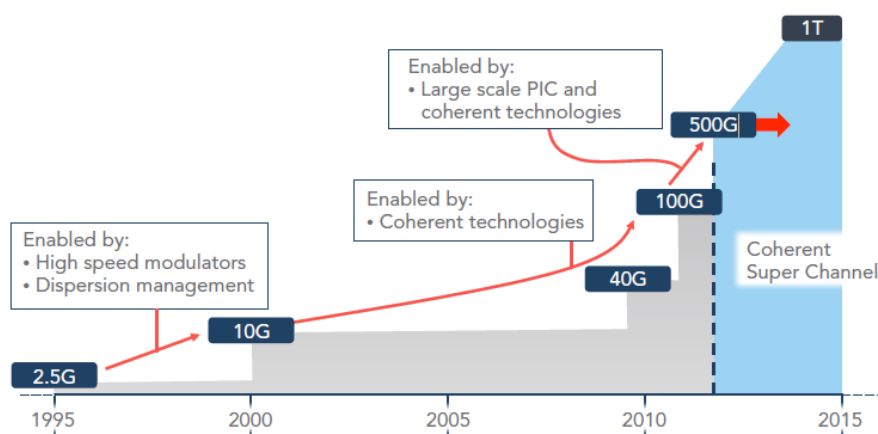 1T
Enabled by:
• Large scale PIC and
coherent technologies
500G
Enabled by:
• Coherent technologies
100G
Enabled by:
• High speed modulators
• Dispersion management
Coherent
Super Channel
40G
10G
2.5G
1995
2000
2005
2010
2015